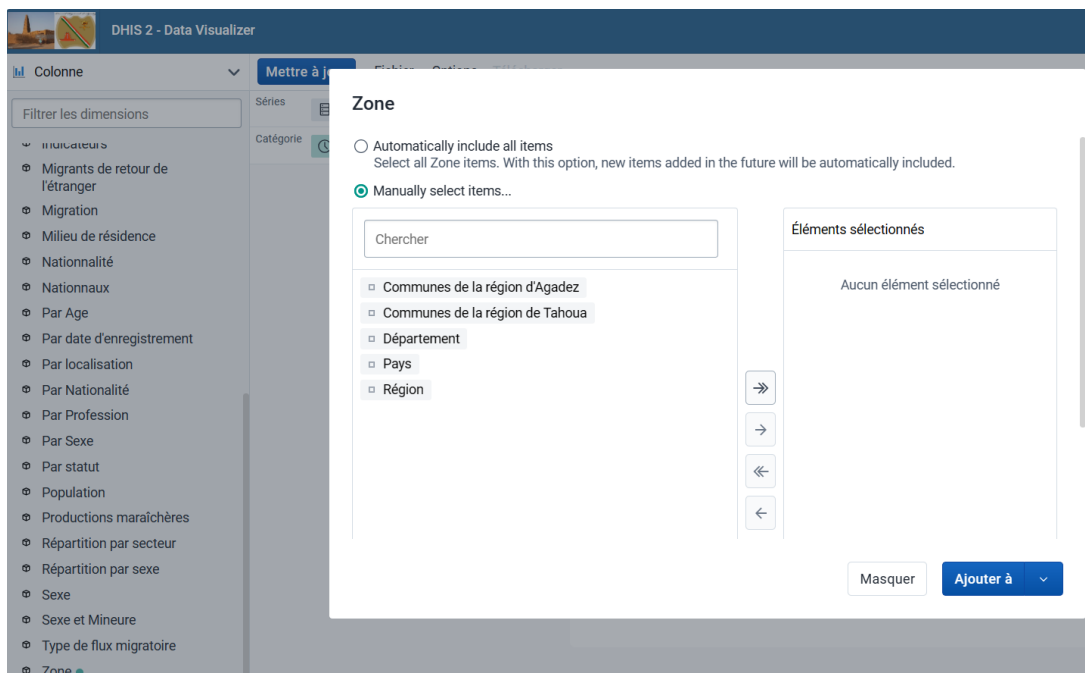 DHIS 2 - Data Visualizer
Colonne
Mettre à j
Fichier Options Télécharger
Filtrer les dimensions
Séries
Catégorie
Indicateurs
Migrants de retour de
l'étranger
Migration
Milieu de résidence
Nationnalité
Nationnaux
Par Age
Par date d'enregistrement
Par localisation
Par Nationalité
Par Profession
Par Sexe
Par statut
Population
Productions maraîchères
Répartition par secteur
Répartition par sexe
Sexe
Sexe et Mineure
Type de flux migratoire
Zone
Zone
Automatically include all items
Select all Zone items. With this option, new items added in the future will be automatically included.
Manually select items...
Chercher
Communes de la région d'Agadez
Communes de la région de Tahoua
Département
Pays
Région
Éléments sélectionnés
Aucun élément sélectionné
Masquer
Ajouter à